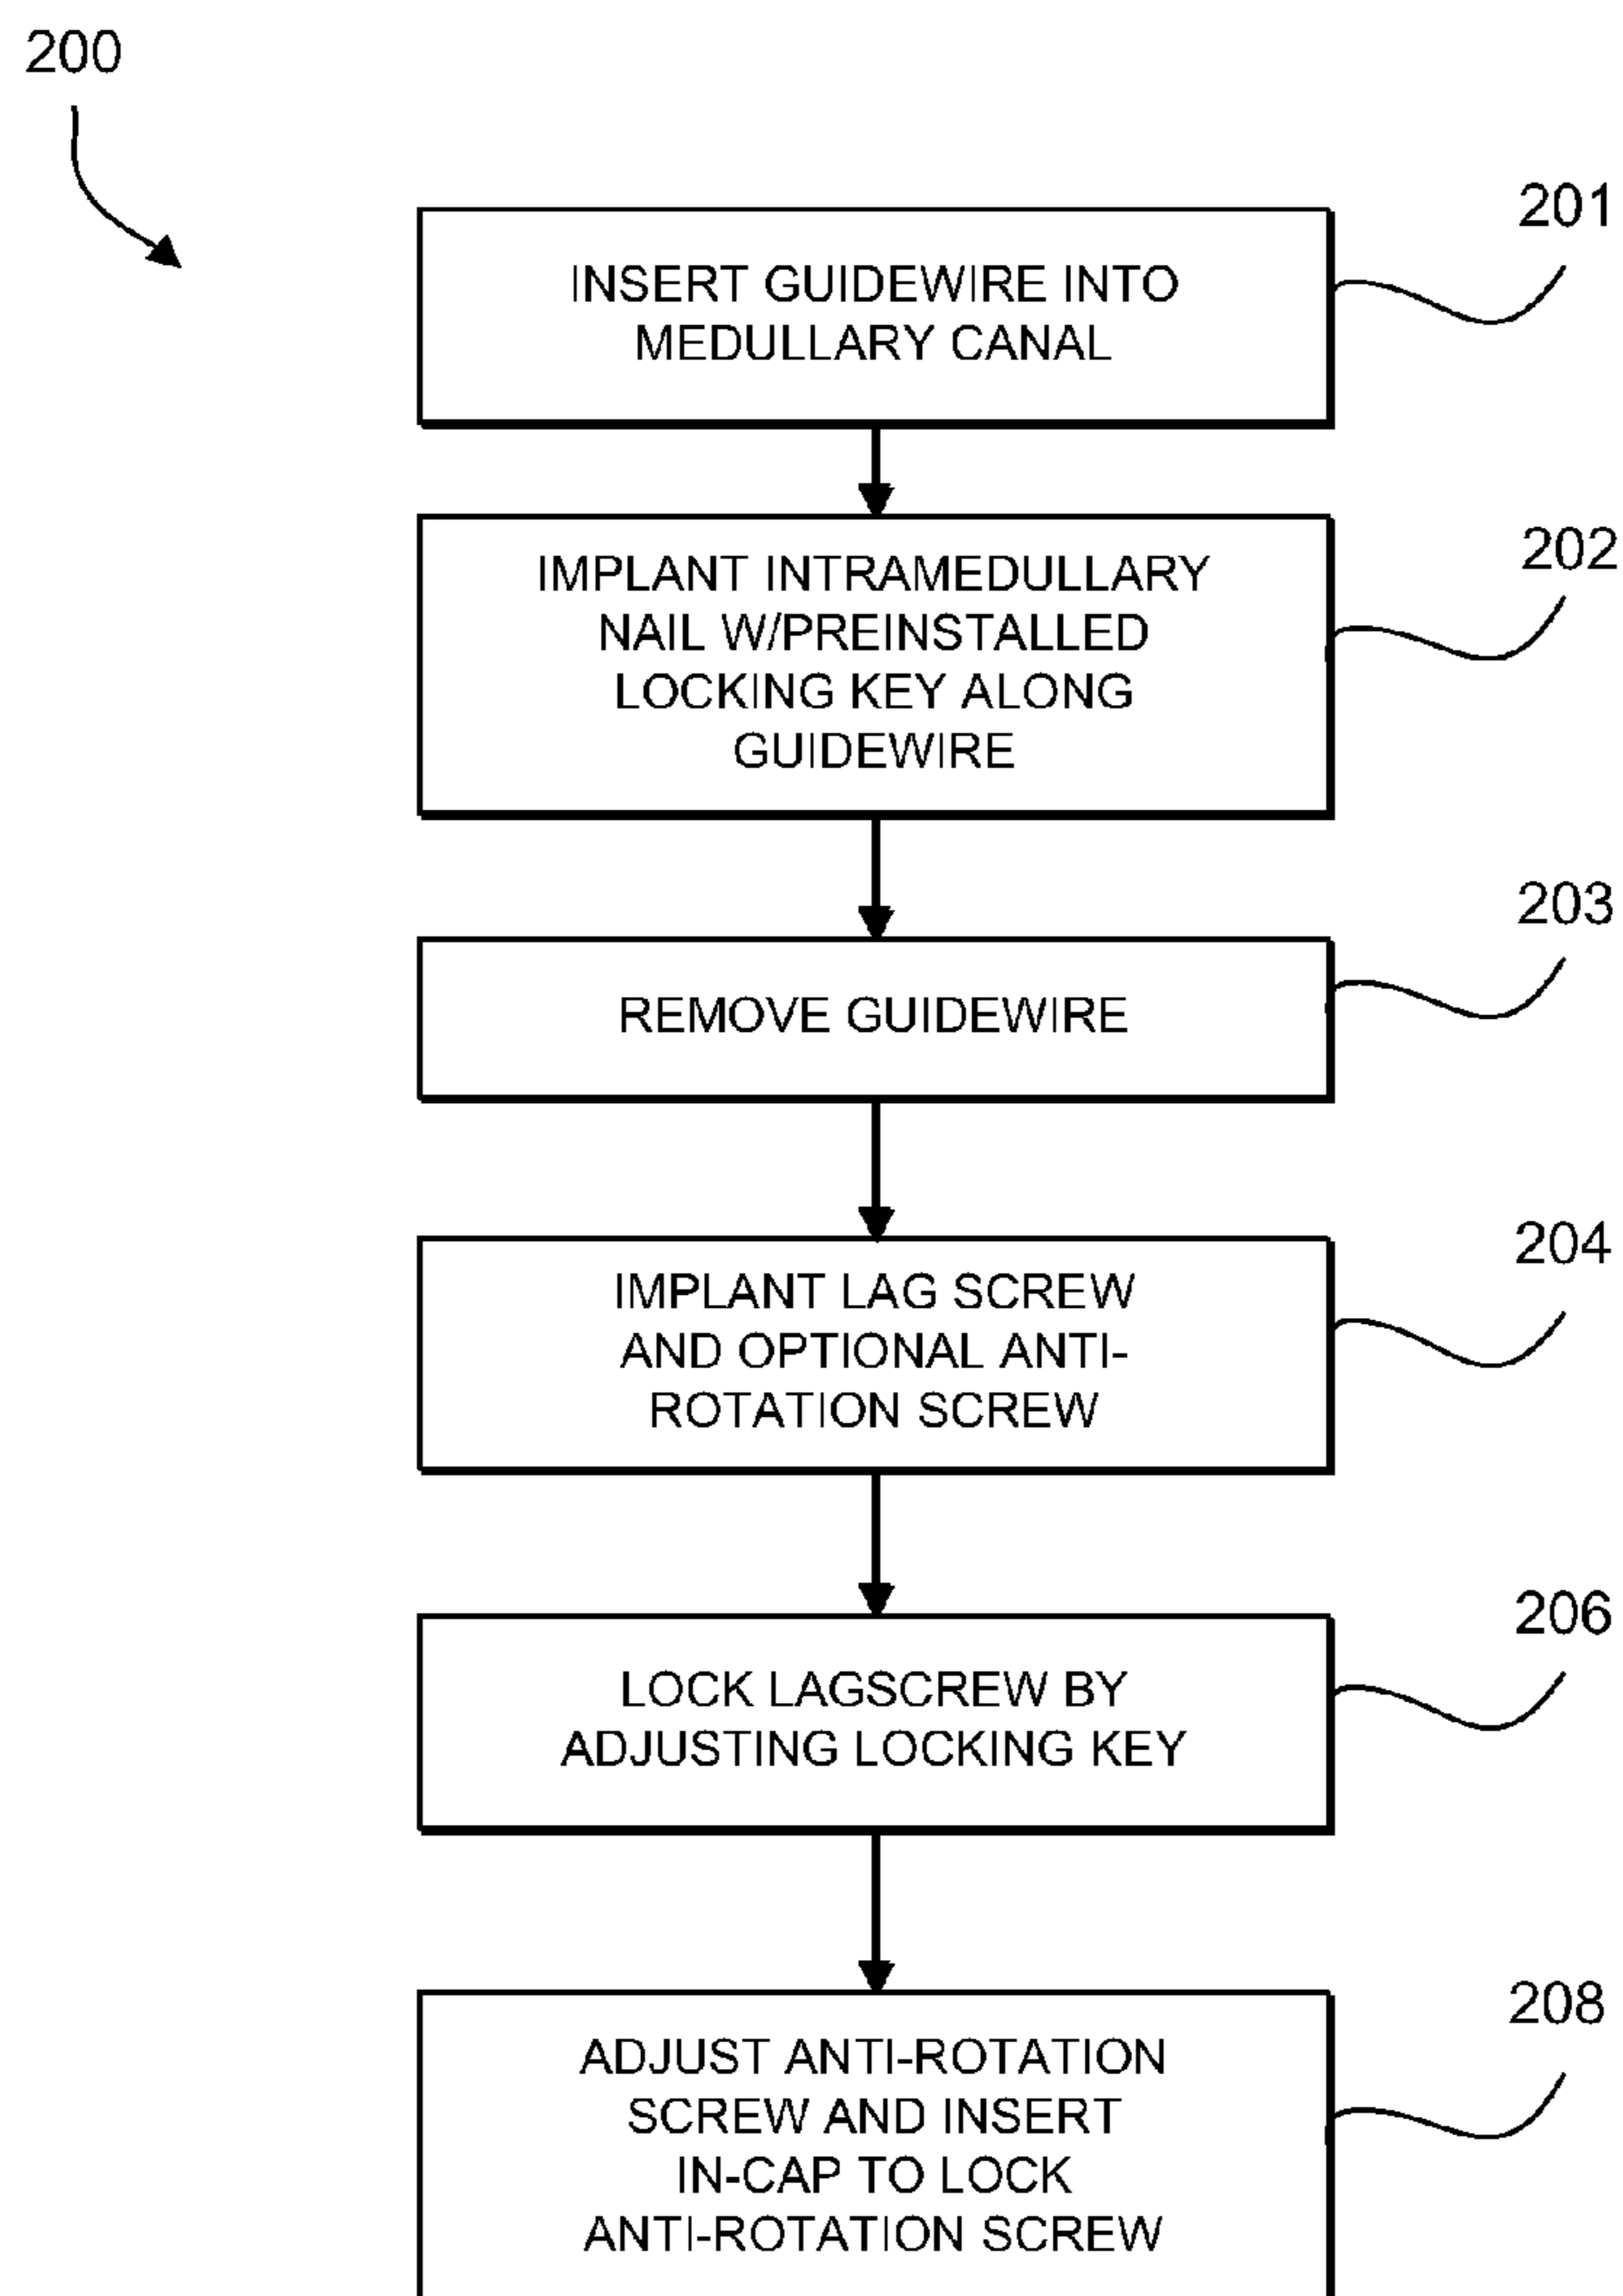 200
201
INSERT GUIDEWIRE INTO
MEDULLARY CANAL
202
IMPLANT INTRAMEDULLARY
NAIL W/PREINSTALLED
LOCKING KEY ALONG
GUIDEWIRE
203
REMOVE GUIDEWIRE
204
IMPLANT LAG SCREW
AND OPTIONAL ANTI-
ROTATION SCREW
206
LOCK LAGSCREW BY
ADJUSTING LOCKING KEY
208
ADJUST ANTI-ROTATION
SCREW AND INSERT
IN-CAP TO LOCK
ANTI-ROTATION SCREW